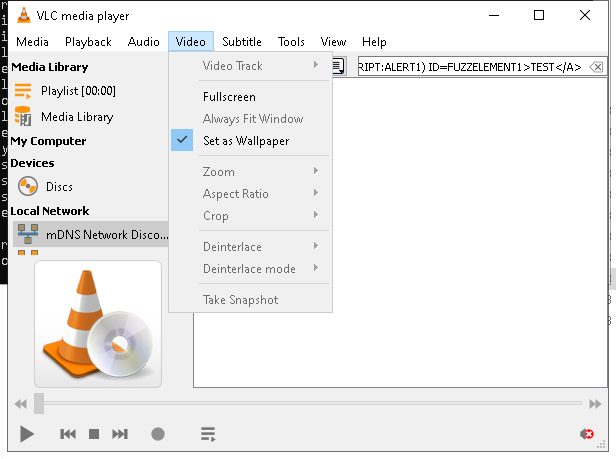 VLC media player
Media Playback Audio Video Subtitle Tools View Help
Media Library
Playlist [00:00]
Media Library
My Computer
Devices
Discs
Local Network
mDNS Network Disco...
RIPT:ALERT1) ID=FUZZELEMENT1>TEST</A>
Video Track
Fullscreen
Always Fit Window
Set as Wallpaper
Zoom
Aspect Ratio
Crop
Deinterlace
Deinterlace mode
Take Snapshot